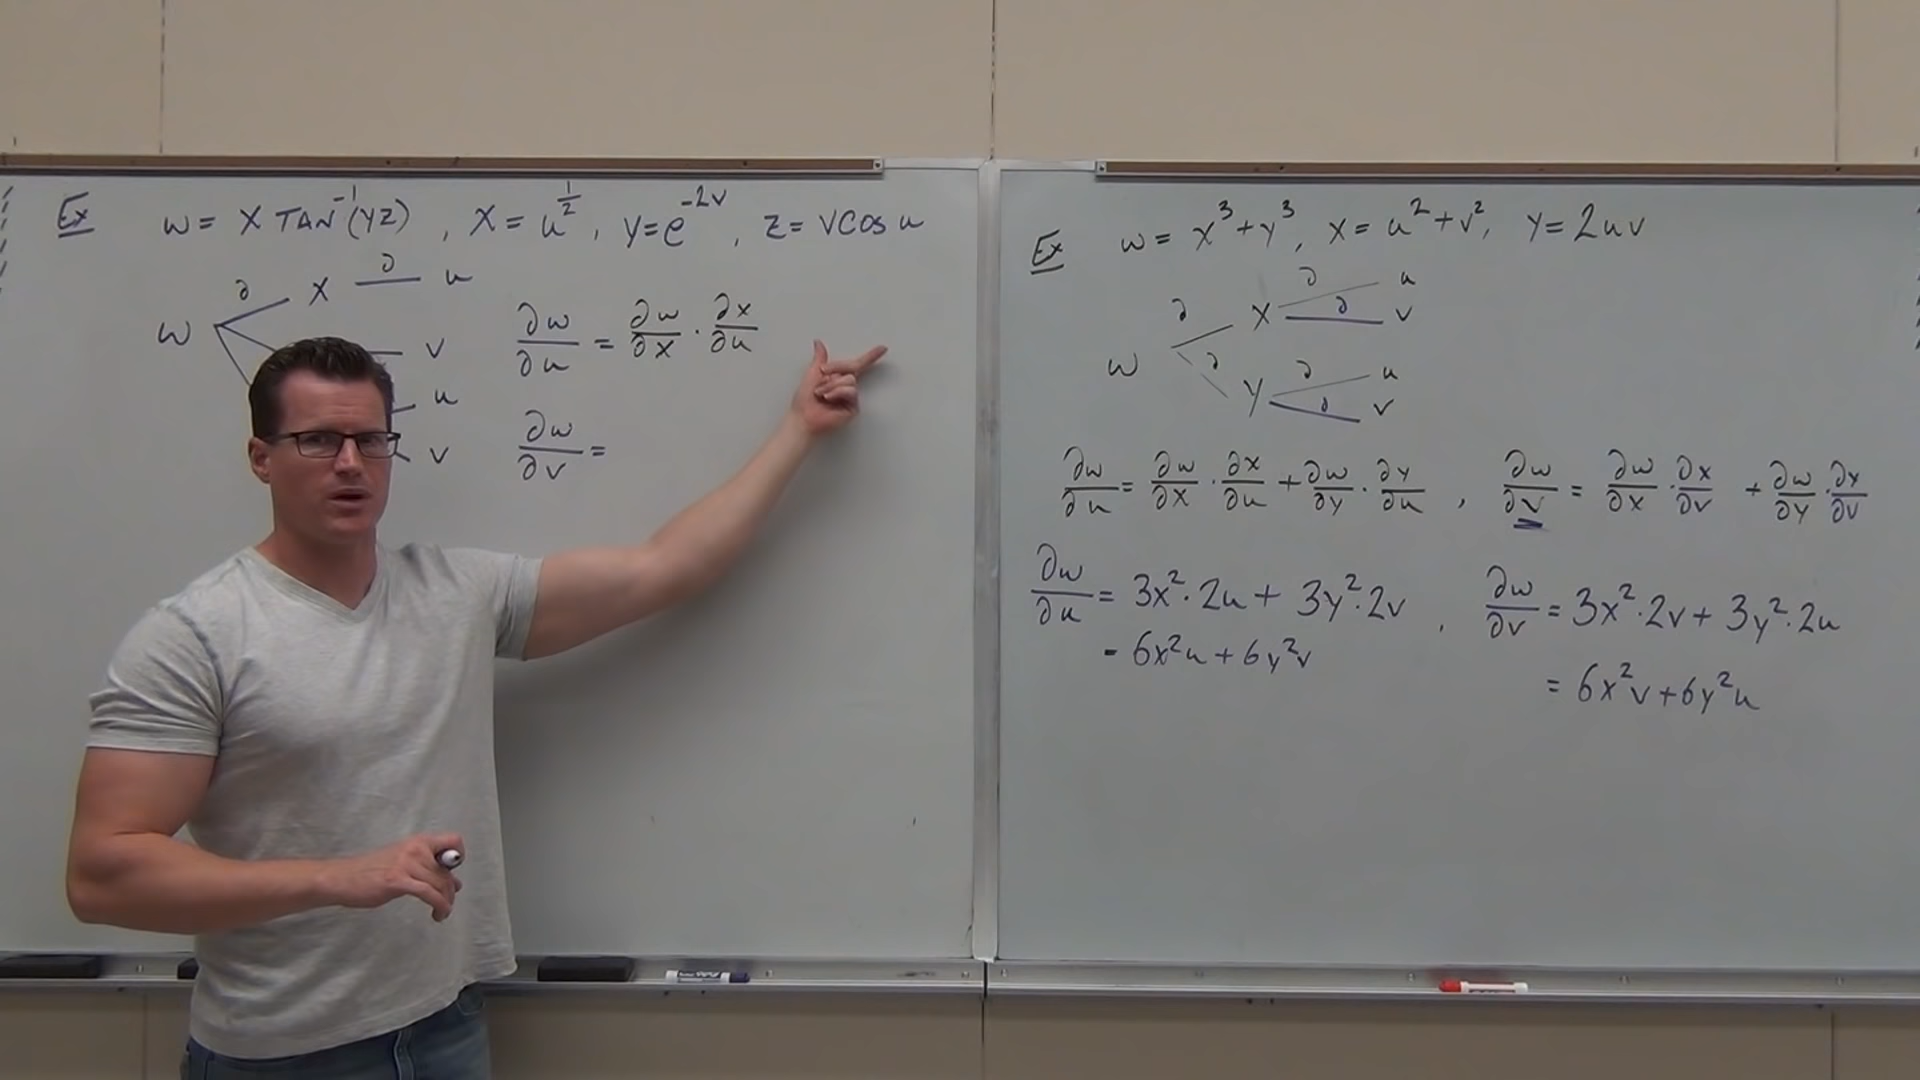 Ex w = x TAN⁻¹(yz), x = u^(1/2), y = e^(-2v), z = v cos u
∂ x ∂ u
w
v
u
v
∂w/∂u = ∂w/∂x · ∂x/∂u
∂w/∂v =
Ex w = x³ + y³, x = u² + v², y = 2uv
∂ x ∂ u
∂ v
w
∂ y ∂ u
∂ v
∂w/∂u = ∂w/∂x · ∂x/∂u + ∂w/∂y · ∂y/∂u , ∂w/∂v = ∂w/∂x · ∂x/∂v + ∂w/∂y · ∂y/∂v
∂w/∂u = 3x² · 2u + 3y² · 2v , ∂w/∂v = 3x² · 2v + 3y² · 2u
= 6x²u + 6y²v
= 6x²v + 6y²u